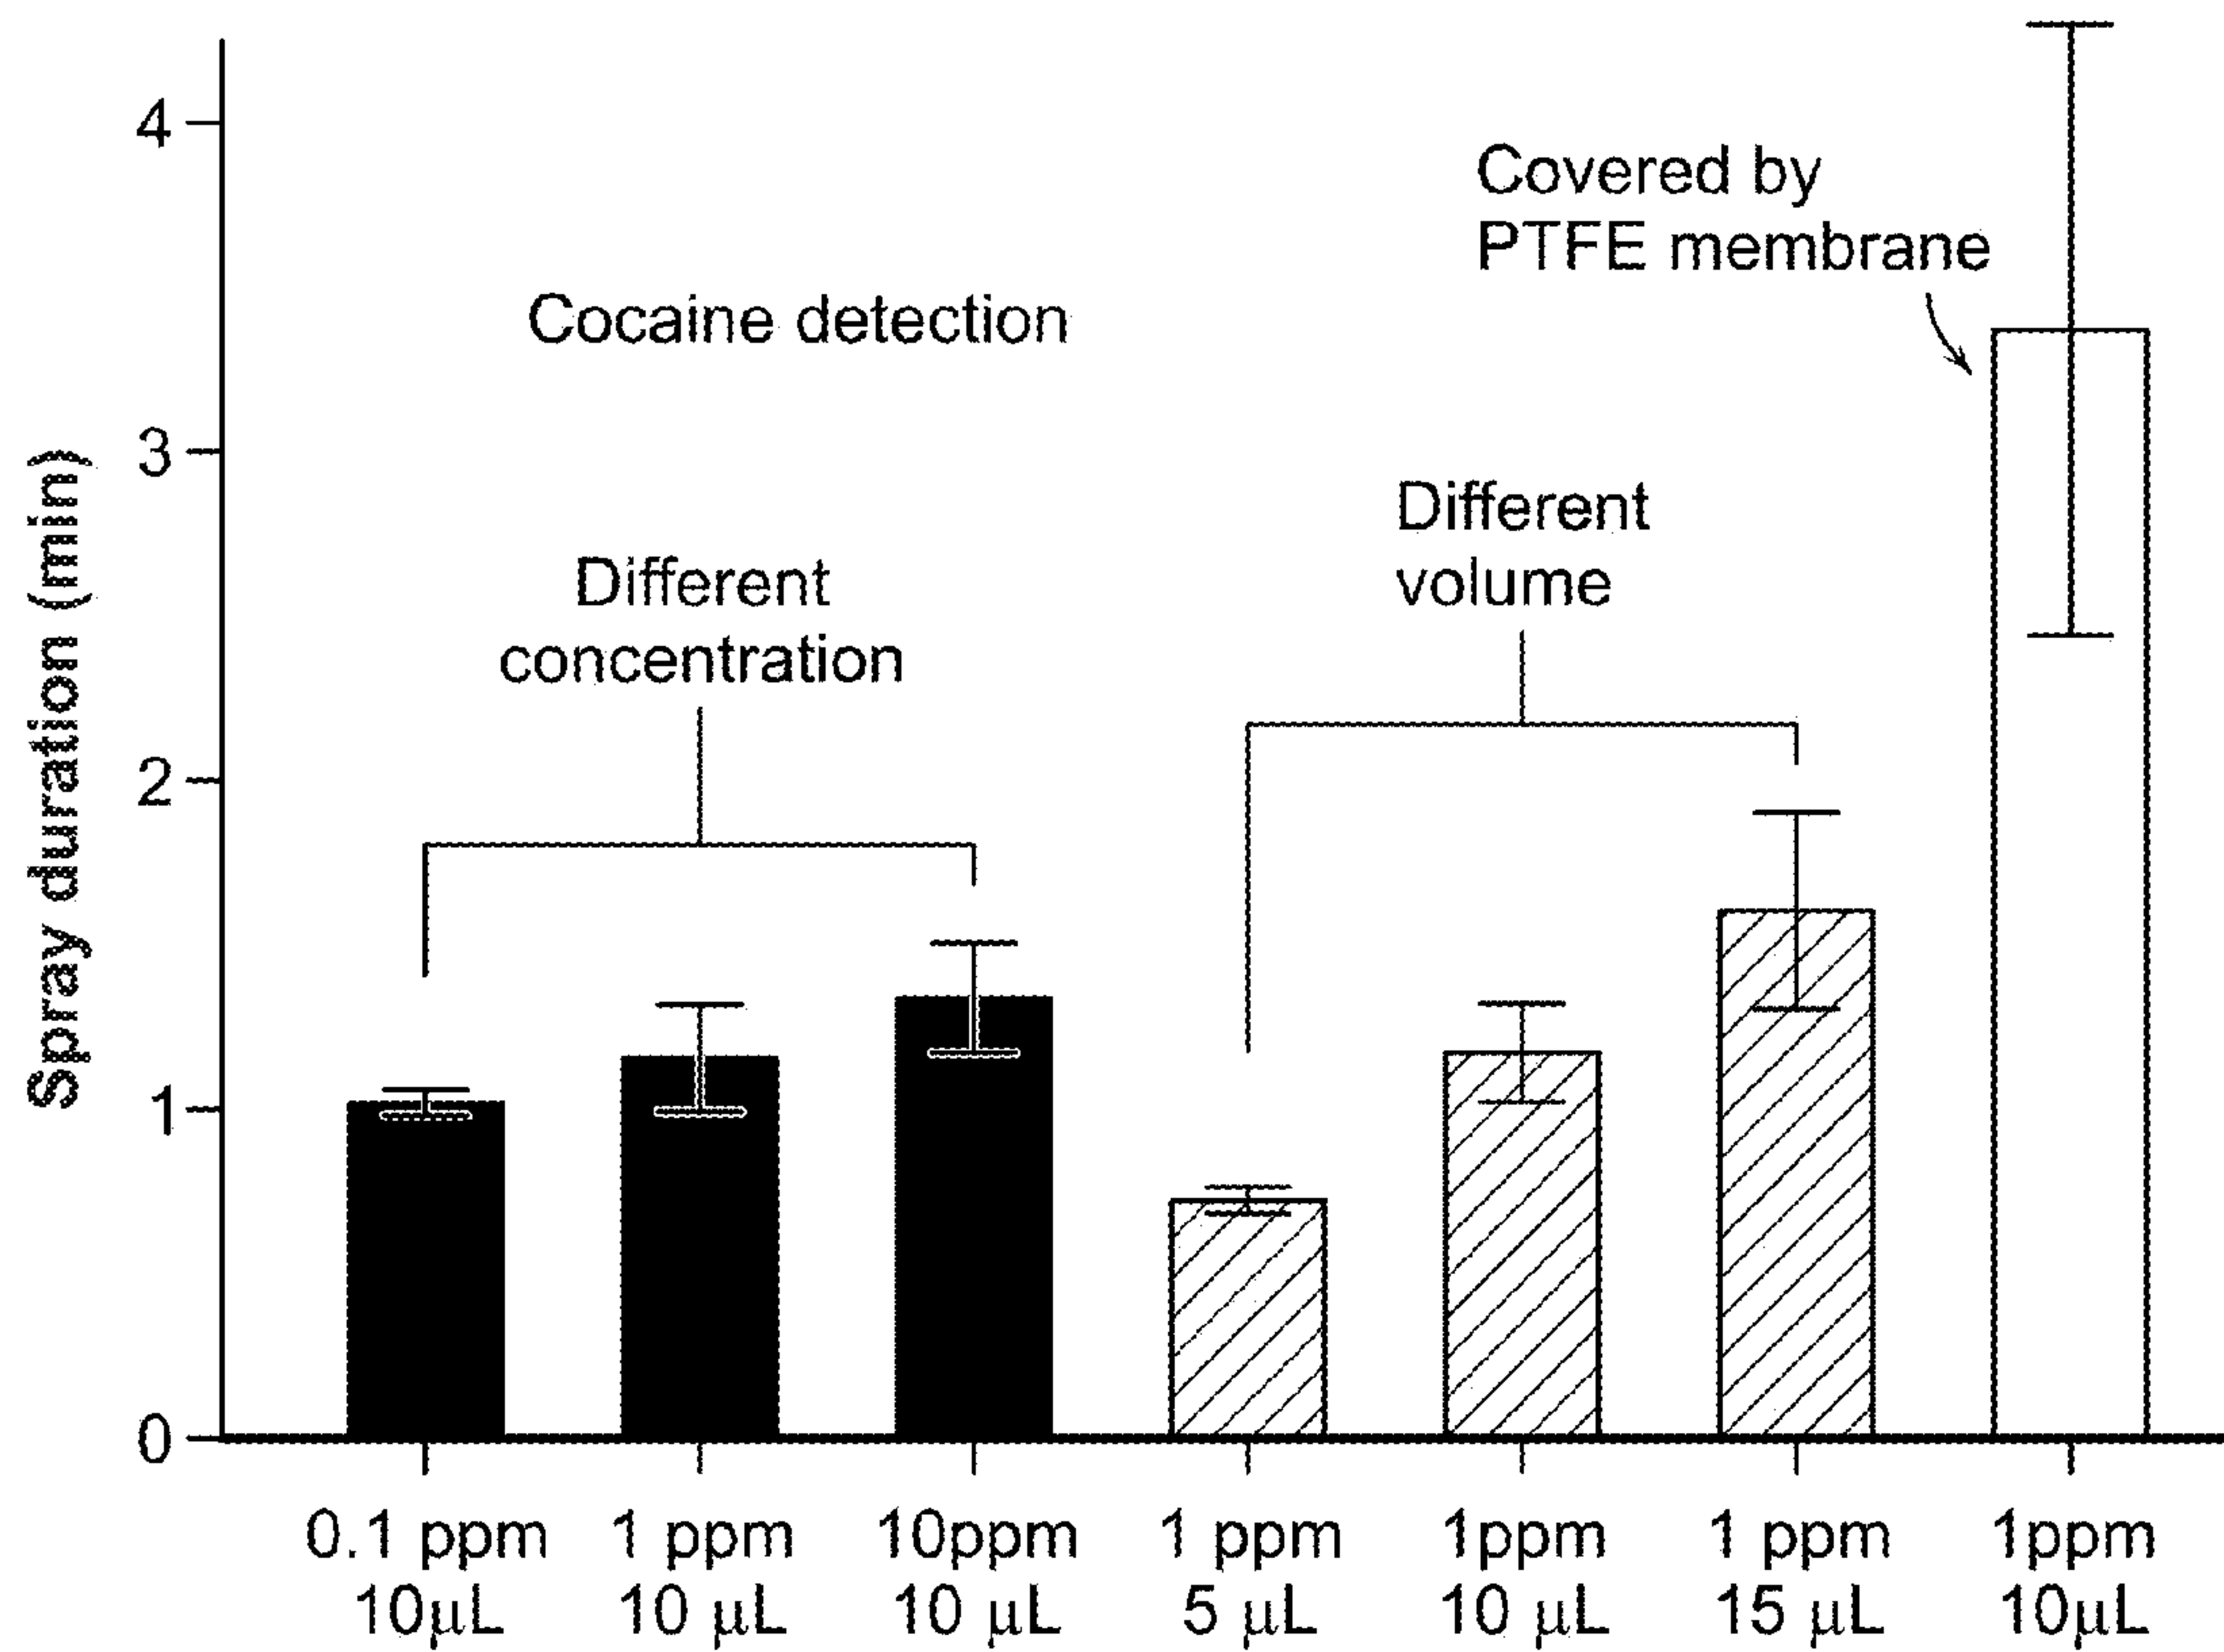 Spray duration (min)
4
3
2
1
0
Cocaine detection
Different
concentration
Different
volume
Covered by
PTFE membrane
0.1 ppm
10µL
1 ppm
10 µL
10ppm
10 µL
1 ppm
5 µL
1ppm
10 µL
1 ppm
15 µL
1ppm
10µL